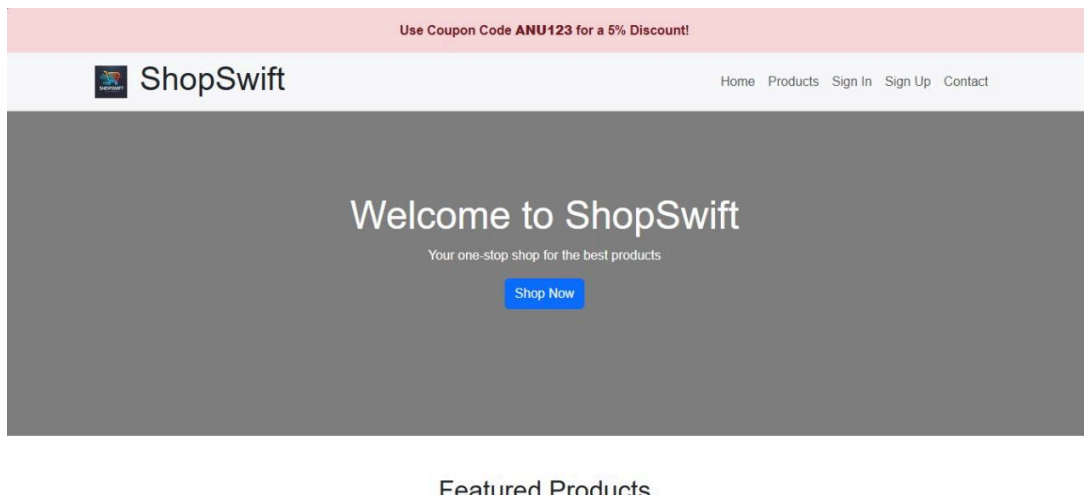 Use Coupon Code ANU123 for a 5% Discount!
SHOPSWIFT
ShopSwift
Home Products Sign In Sign Up Contact
Welcome to ShopSwift
Your one-stop shop for the best products
Shop Now
Featured Products